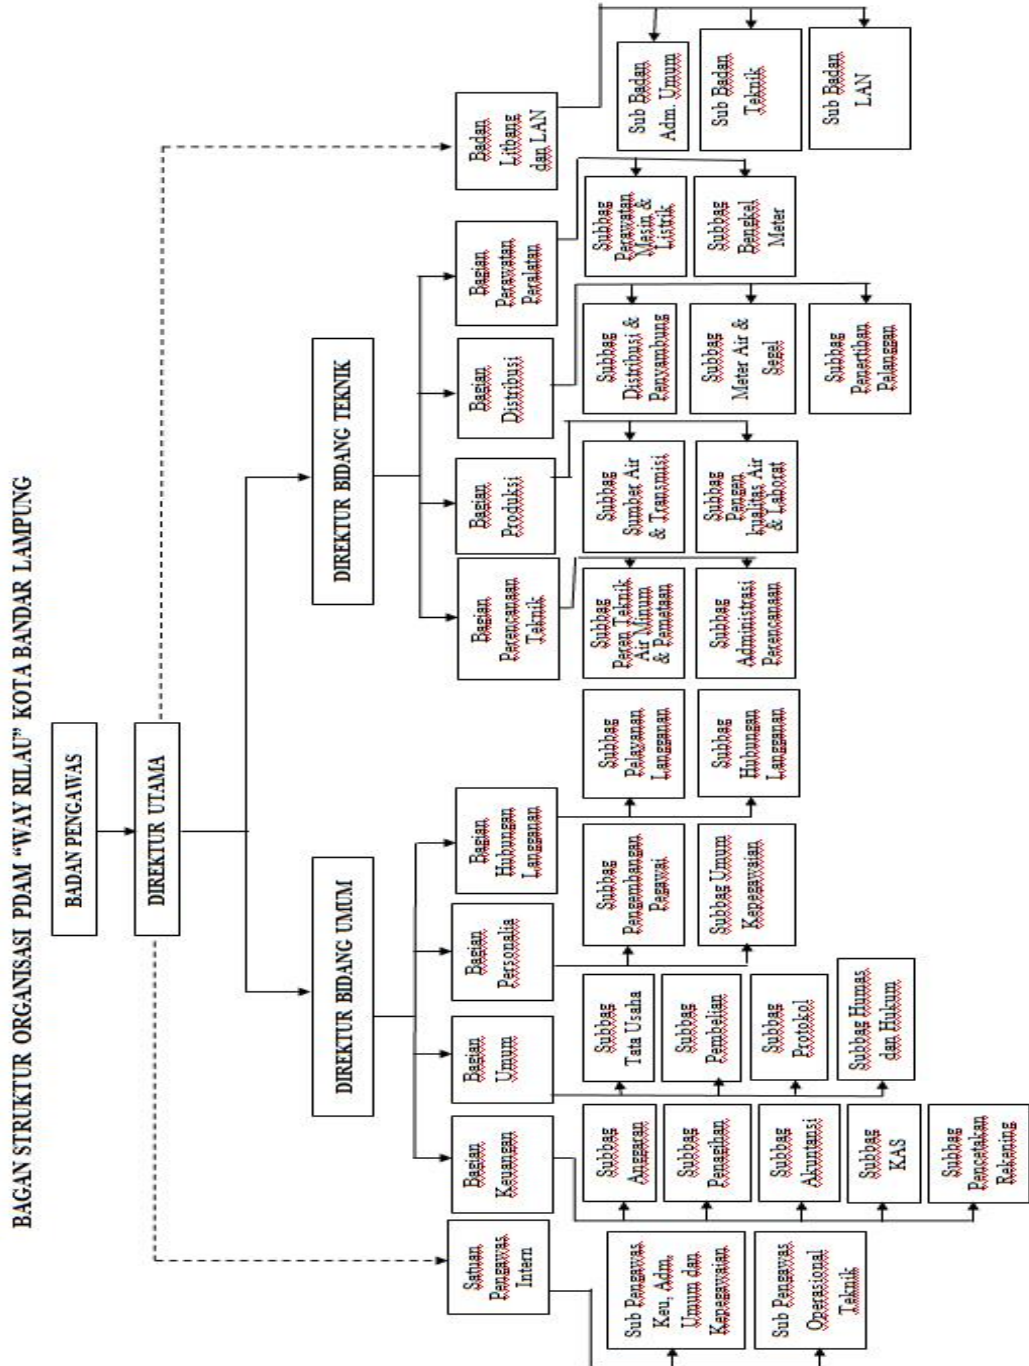 BAGAN STRUKTUR ORGANISASI PDAM “WAY RILAU” KOTA BANDAR LAMPUNG
BADAN PENGAWAS
DIREKTUR UTAMA
DIREKTUR BIDANG UMUM
DIREKTUR BIDANG TEKNIK
Satuan
Pengawas
Intern
Bagian
Keuangan
Bagian
Umum
Bagian
Personalia
Bagian
Hubungan
Langganan
Bagian
Perencanaan
Teknik
Bagian
Produksi
Bagian
Distribusi
Bagian
Perawatan
Peralatan
Badan
Litbang
dan LAN
Sub Pengawas
Keu, Adm,
Umum dan
Kepegawaian
Sub Pengawas
Operasional
Teknik
Subbag
Anggaran
Subbag
Penagihan
Subbag
Akuntansi
Subbag
KAS
Subbag
Pencetakan
Rekening
Subbag
Tata Usaha
Subbag
Pembelian
Subbag
Protokol
Subbag Humas
dan Hukum
Subbag
Pengembangan
Pegawai
Subbag Umum
Kepegawaian
Subbag
Pelayanan
Langganan
Subbag
Hubungan
Langganan
Subbag
Peren Teknik
Air Minum
& Pemetaan
Subbag
Administrasi
Perencanaan
Subbag
Sumber Air
& Transmisi
Subbag
Pengen
kualitas Air
& Laborat
Subbag
Distribusi &
Penyambung
Subbag
Meter Air &
Segel
Subbag
Penertiban
Pelanggan
Subbag
Perawatan
Mesin &
Listrik
Subbag
Bengkel
Meter
Sub Badan
Adm. Umum
Sub Badan
Teknik
Sub Badan
LAN